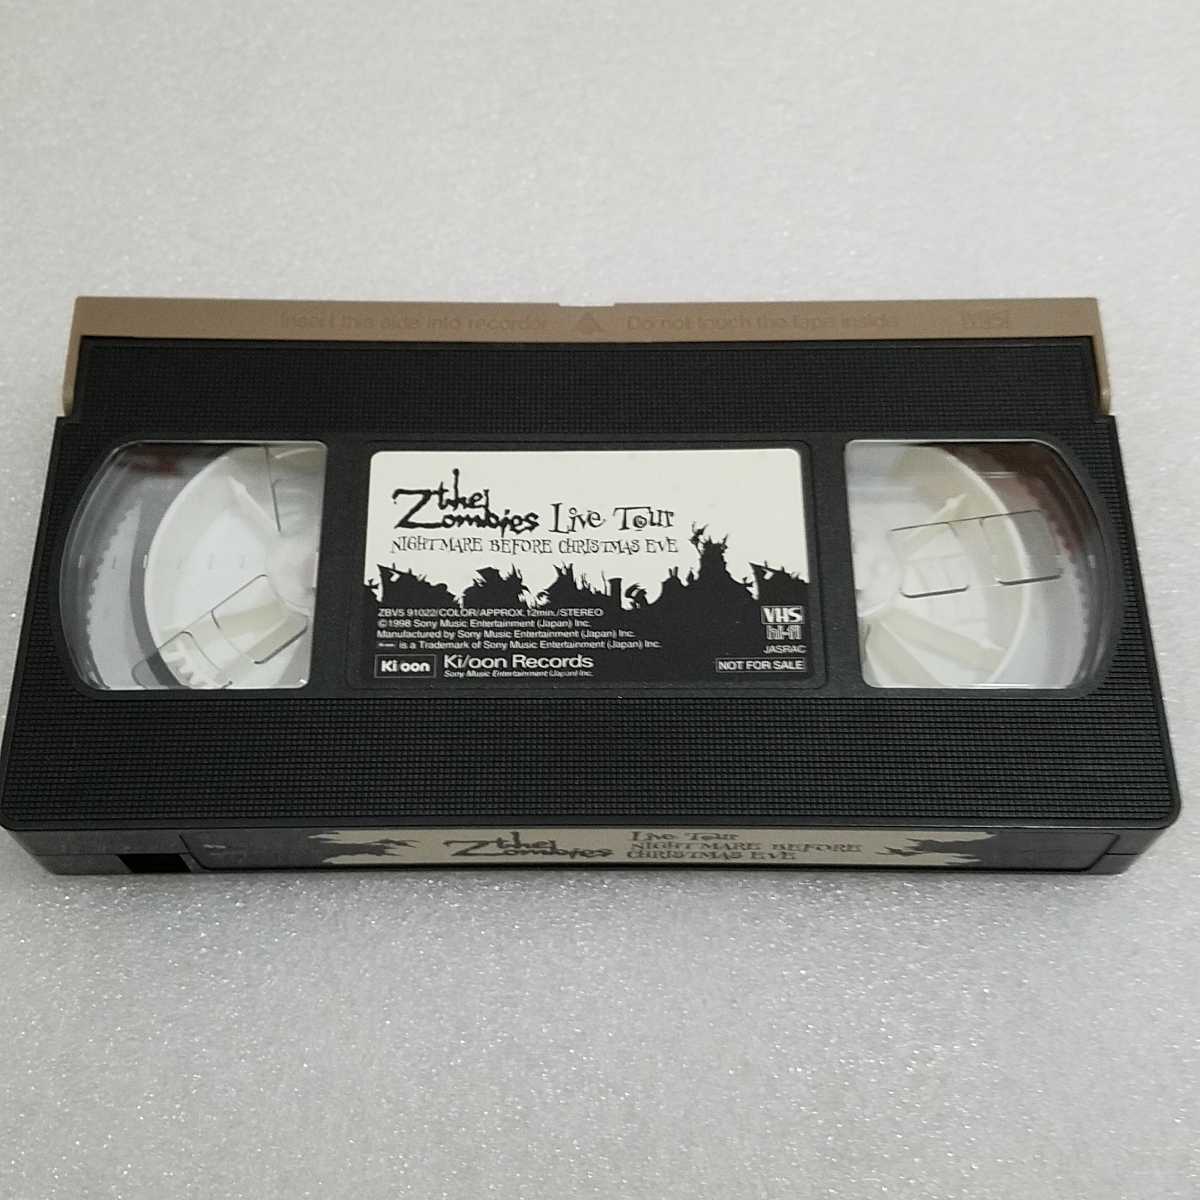 Insert this side into recorder Do not touch the tape inside VHS
the Zombies Live Tour
NIGHTMARE BEFORE CHRISTMAS EVE
ZBVS 91022/COLOR/APPROX.12min./STEREO
©1998 Sony Music Entertainment (Japan) Inc.
Manufactured by Sony Music Entertainment (Japan) Inc.
is a Trademark of Sony Music Entertainment (Japan) Inc.
Ki/oon Ki/oon Records
Sony Music Entertainment (Japan) Inc.
VHS
hi-fi
JASRAC
NOT FOR SALE
the Zombies Live Tour
NIGHTMARE BEFORE
CHRISTMAS EVE